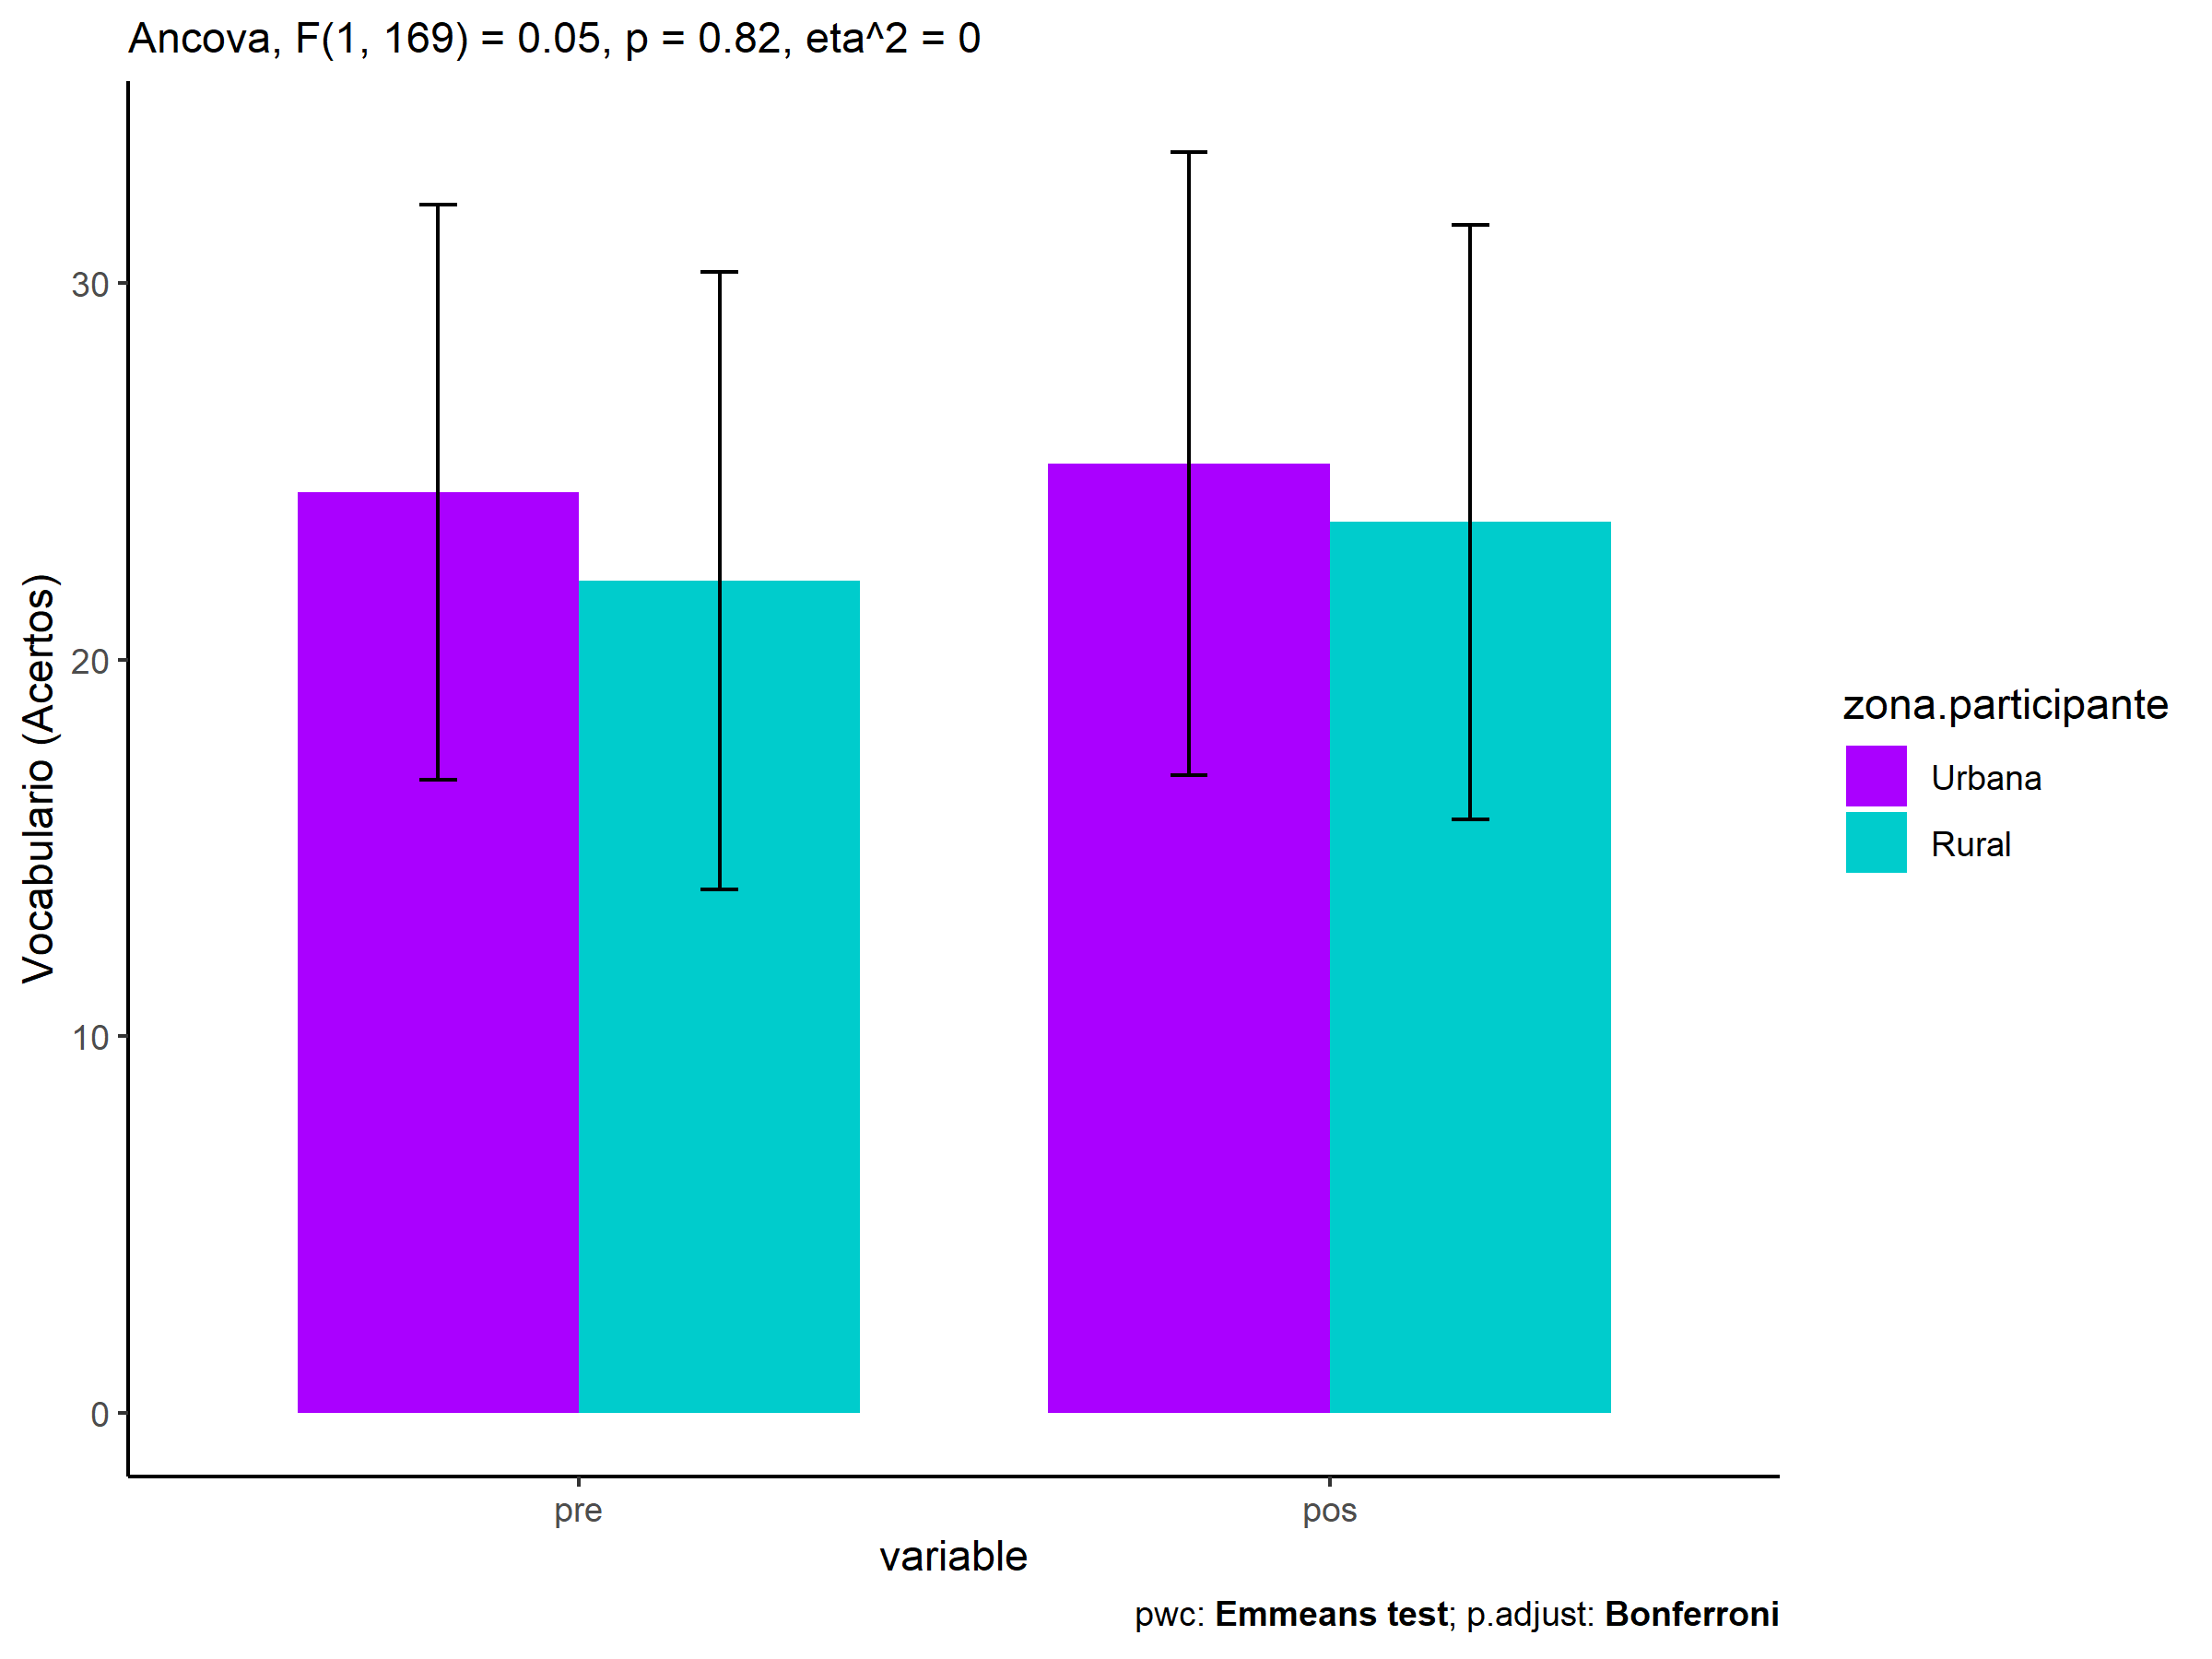 Ancova, F(1, 169) = 0.05, p = 0.82, eta^2 = 0
Vocabulario (Acertos)
30
20
10
0
pre
pos
variable
zona.participante
Urbana
Rural
pwc: Emmeans test; p.adjust: Bonferroni